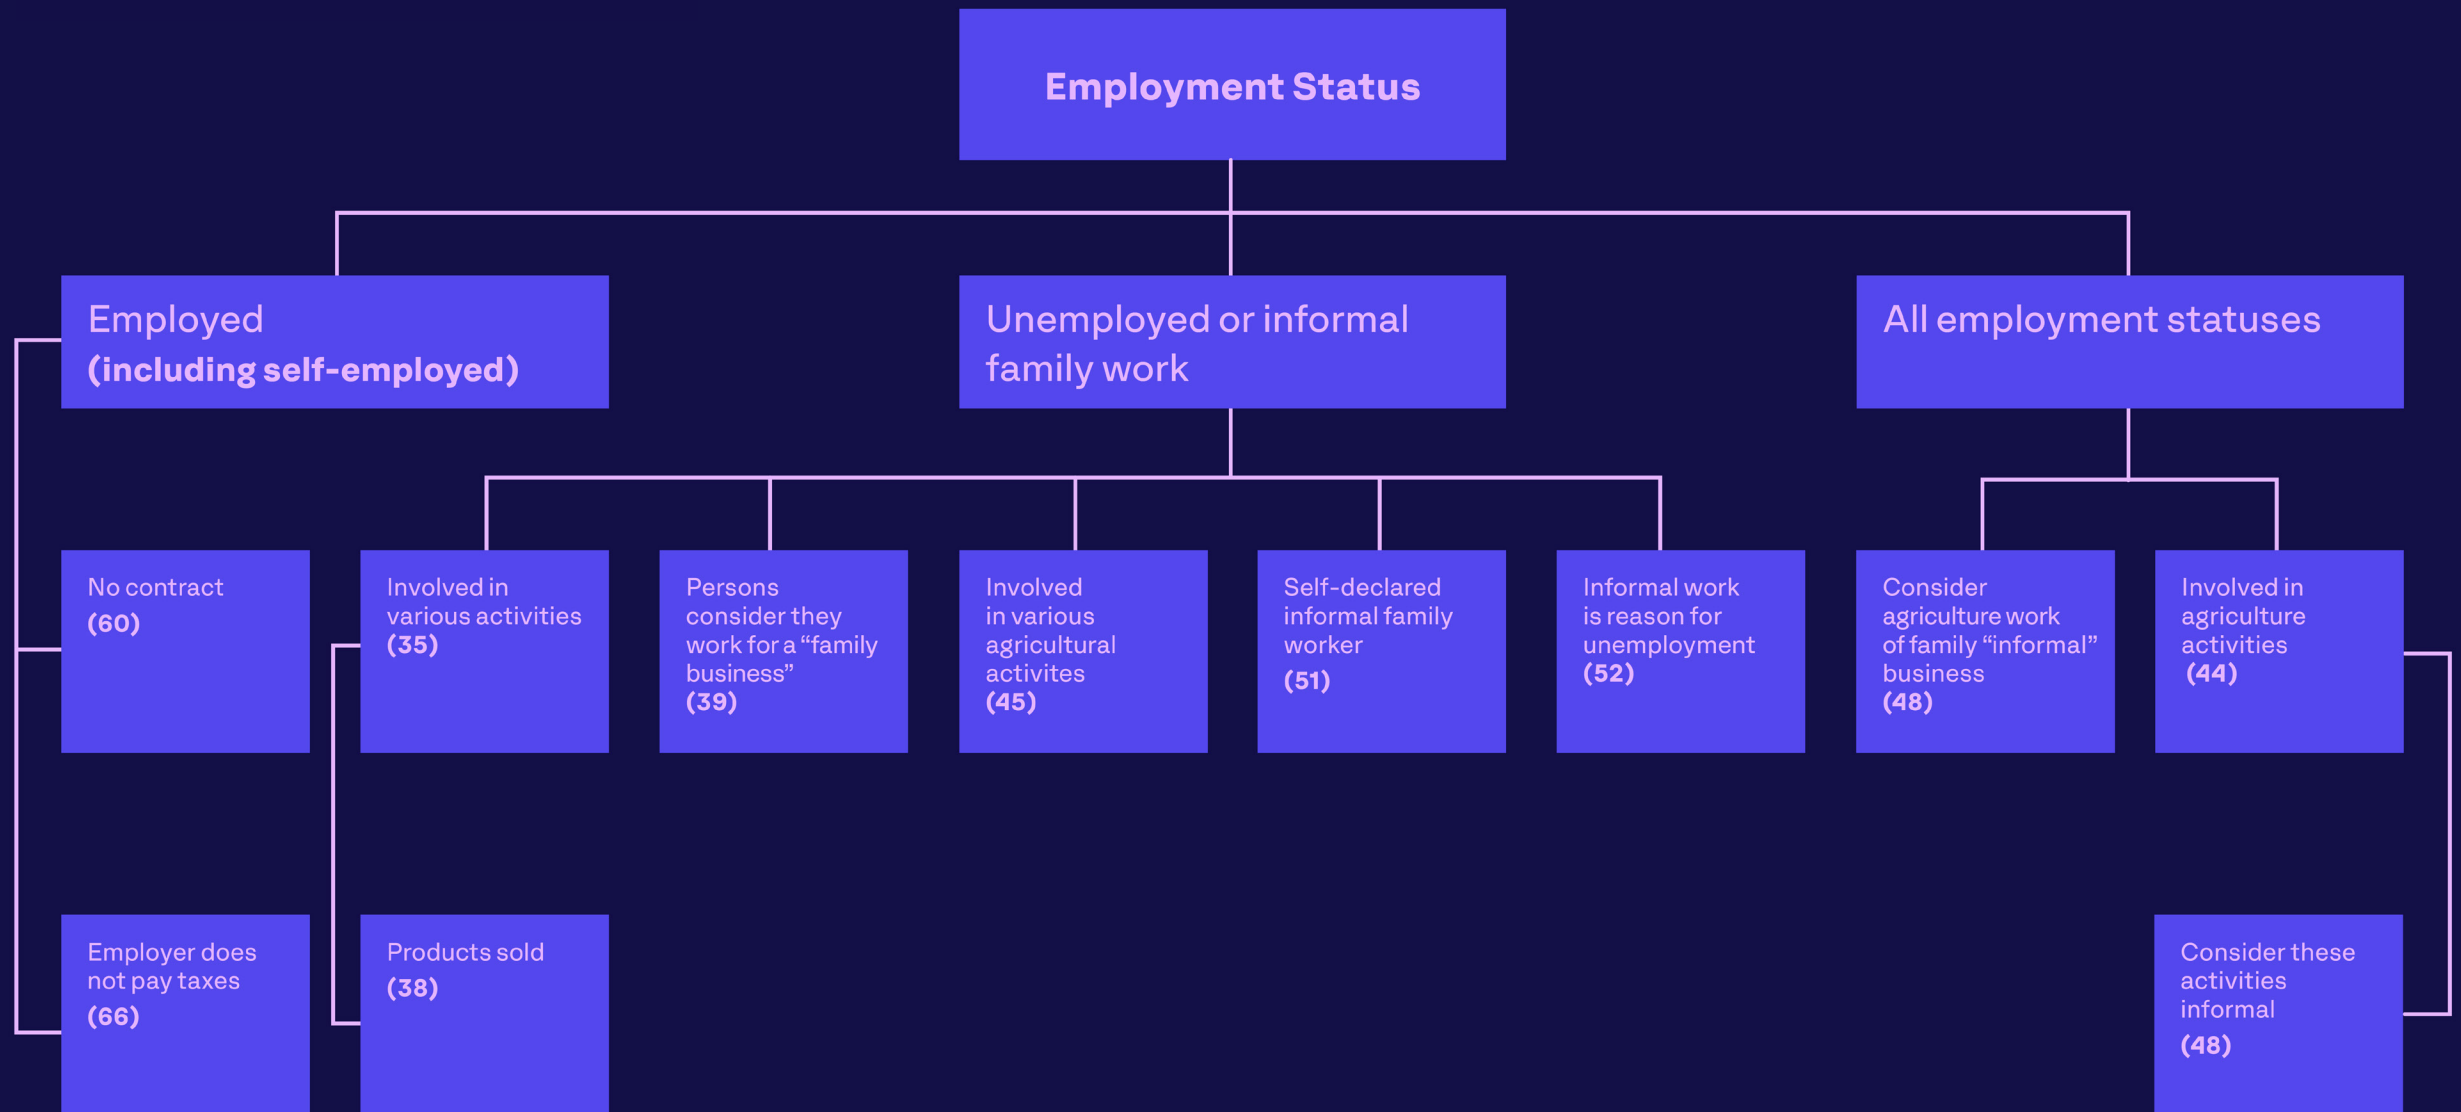 Employment Status
Employed
(including self-employed)
Unemployed or informal
family work
All employment statuses
No contract
(60)
Involved in
various activities
(35)
Persons
consider they
work for a “family
business”
(39)
Involved
in various
agricultural
activites
(45)
Self-declared
informal family
worker
(51)
Informal work
is reason for
unemployment
(52)
Consider
agriculture work
of family “informal”
business
(48)
Involved in
agriculture
activities
(44)
Employer does
not pay taxes
(66)
Products sold
(38)
Consider these
activities
informal
(48)